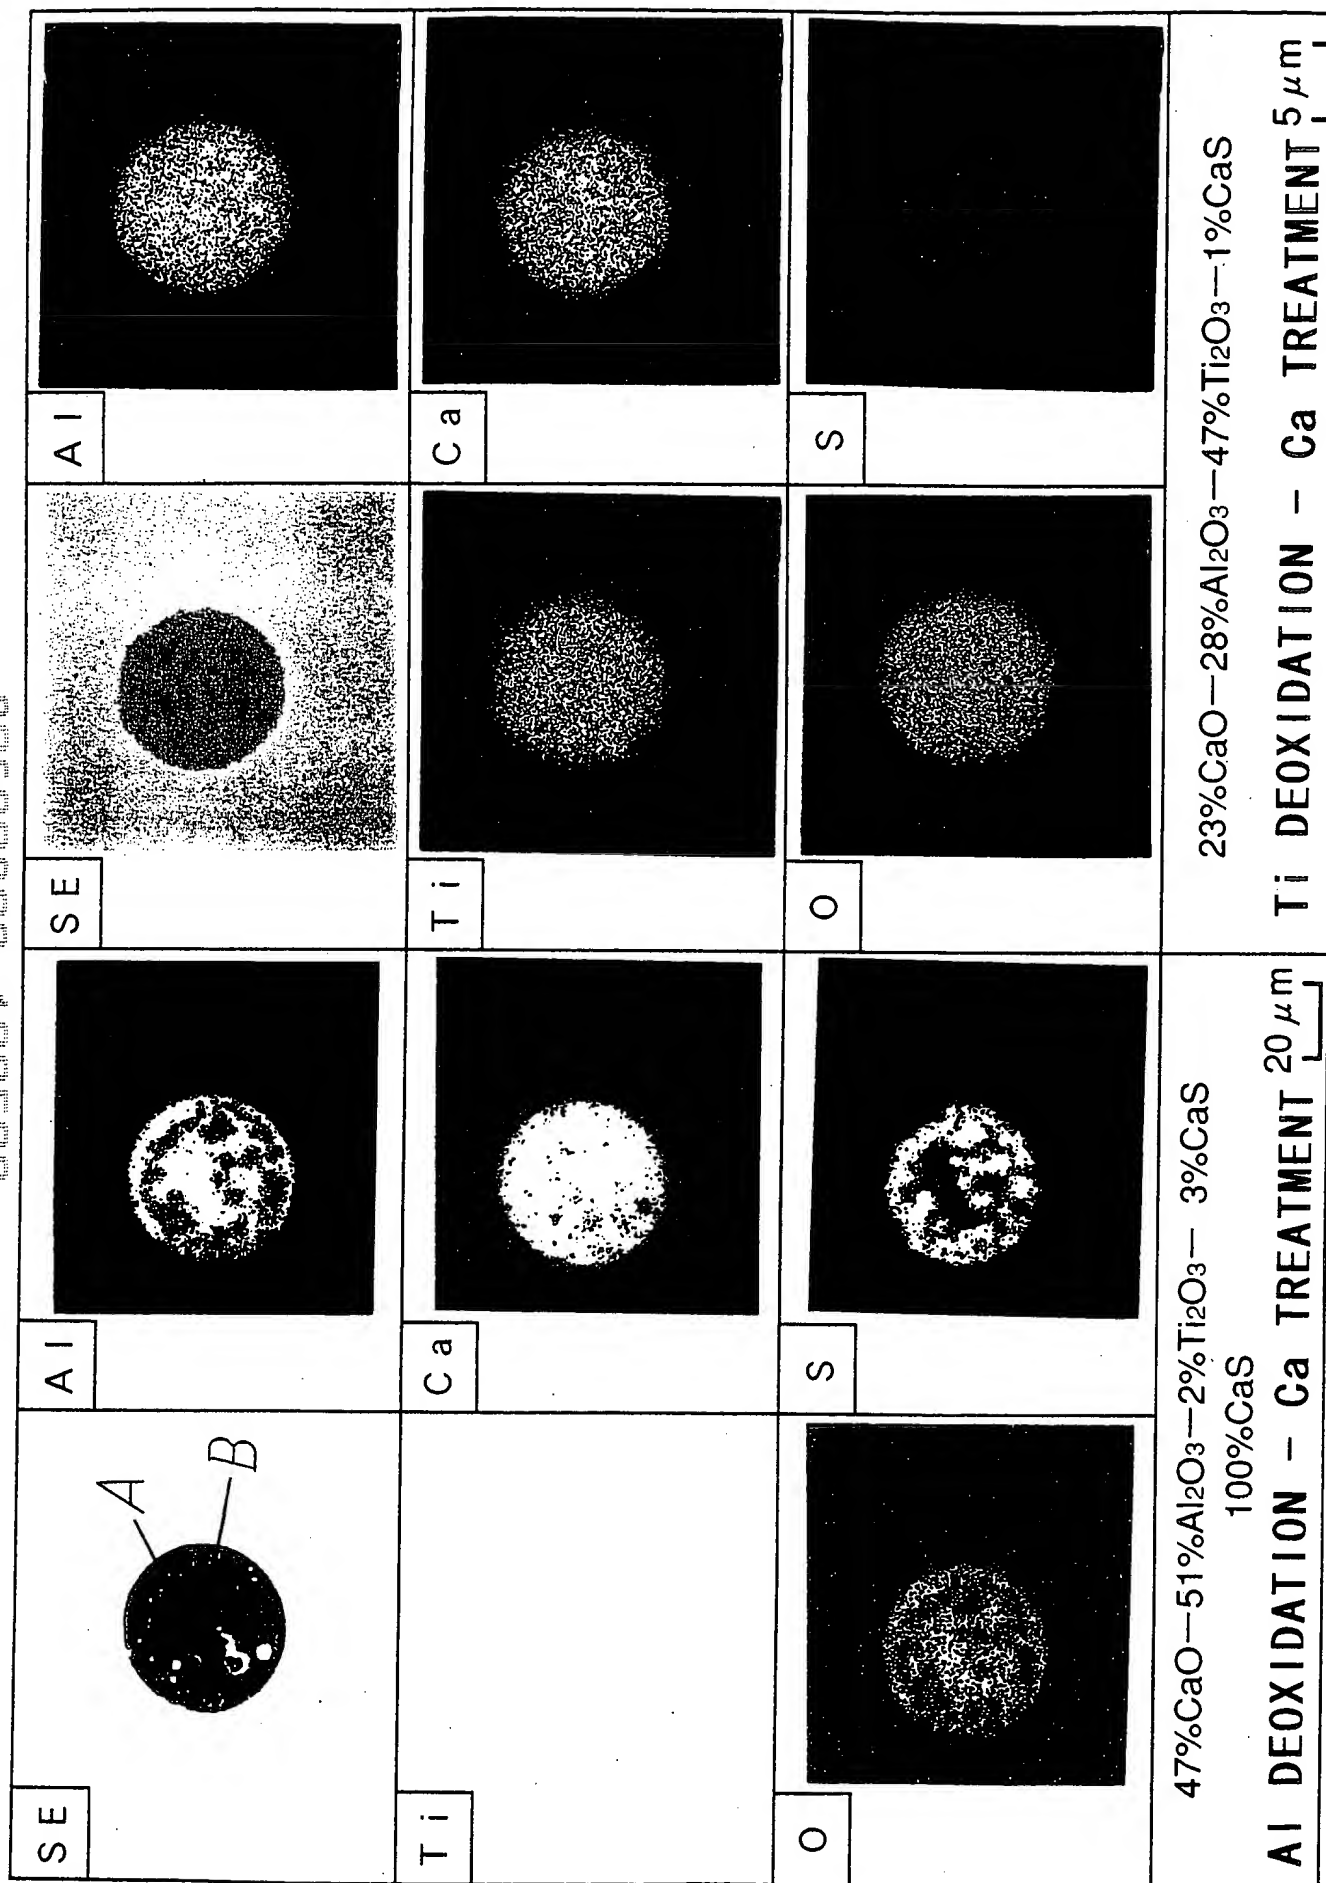 SE
A
B
Al
Ti
Ca
O
S
47%CaO—51%Al2O3—2%Ti2O3— 3%CaS
100%CaS
Al DEOXIDATION - Ca TREATMENT 20μm
SE
Al
Ti
Ca
O
S
23%CaO—28%Al2O3—47%Ti2O3—1%CaS
Ti DEOXIDATION - Ca TREATMENT 5μm